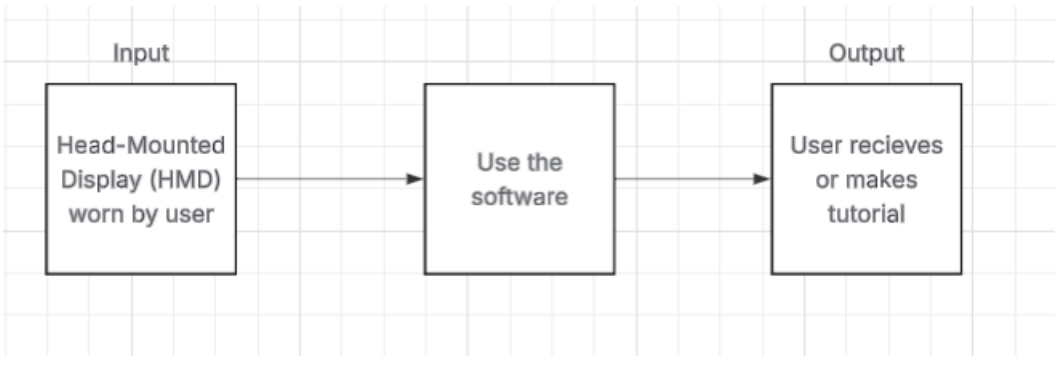 Input
Head-Mounted
Display (HMD)
worn by user
Use the
software
Output
User recieves
or makes
tutorial